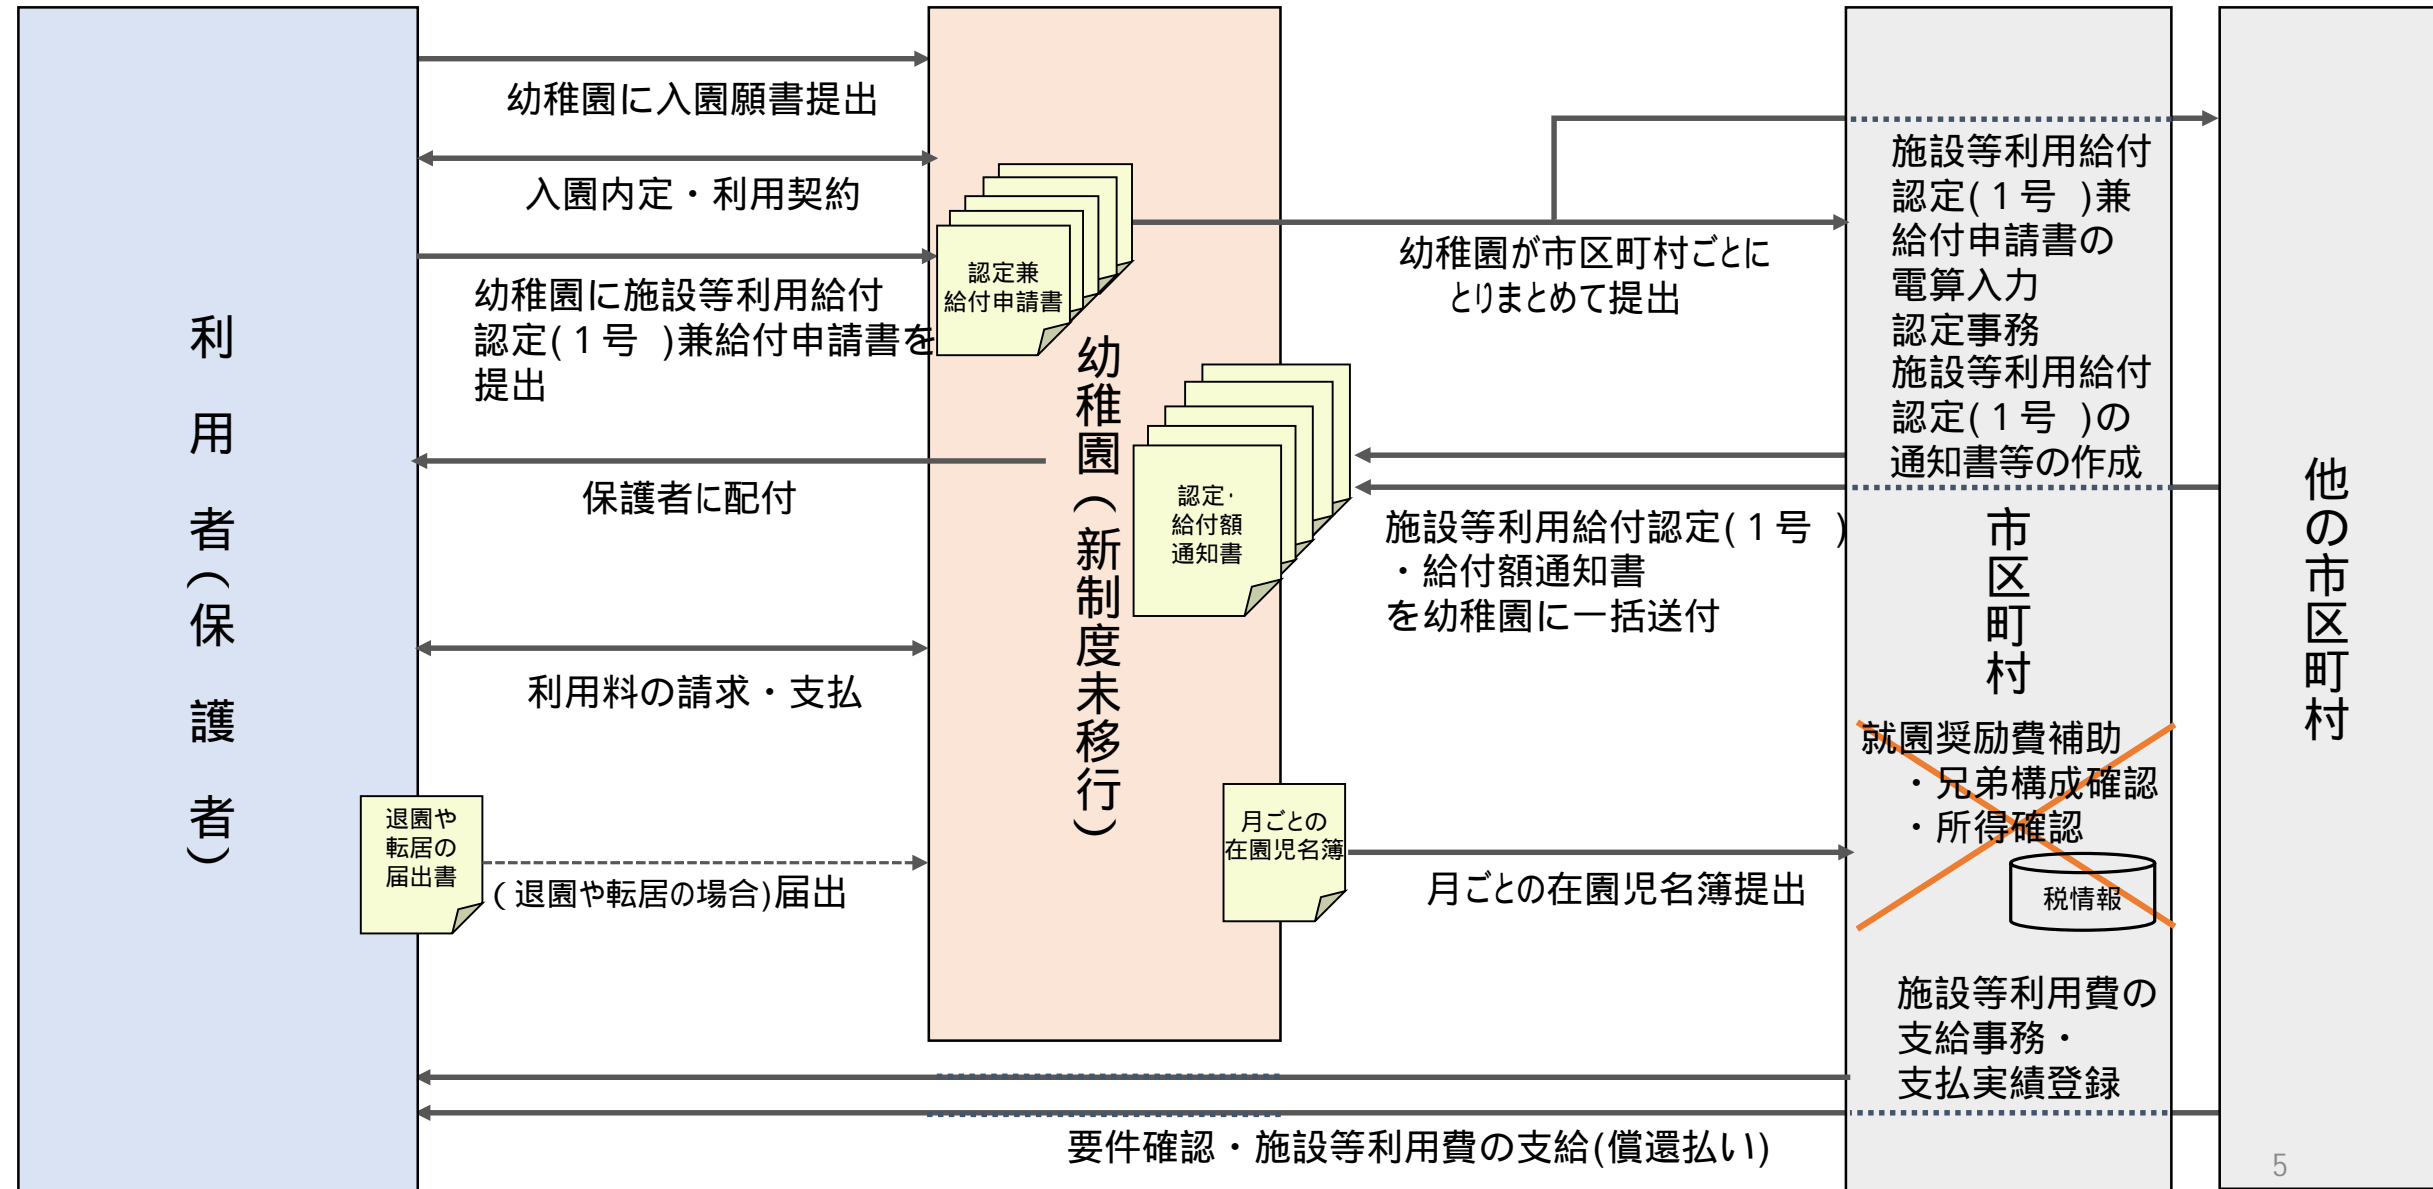 利用者(保護者)
幼稚園に入園願書提出
入園内定・利用契約
幼稚園に施設等利用給付
認定(1号 )兼給付申請書を
提出
認定兼
給付申請書
保護者に配付
利用料の請求・支払
退園や
転居の
届出書
(退園や転居の場合)届出
幼稚園(新制度未移行)
幼稚園が市区町村ごとに
とりまとめて提出
認定・
給付額
通知書
施設等利用給付認定(1号 )
・給付額通知書
を幼稚園に一括送付
月ごとの
在園児名簿
月ごとの在園児名簿提出
施設等利用給付
認定(1号 )兼
給付申請書の
電算入力
認定事務
施設等利用給付
認定(1号 )の
通知書等の作成
市区町村
就園奨励費補助
・兄弟構成確認
・所得確認
税情報
施設等利用費の
支給事務・
支払実績登録
他の市区町村
要件確認・施設等利用費の支給(償還払い)
5